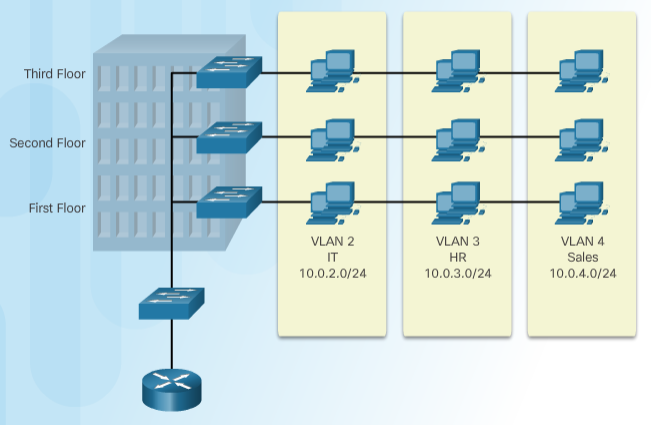 Third Floor
Second Floor
First Floor
VLAN 2
IT
10.0.2.0/24
VLAN 3
HR
10.0.3.0/24
VLAN 4
Sales
10.0.4.0/24